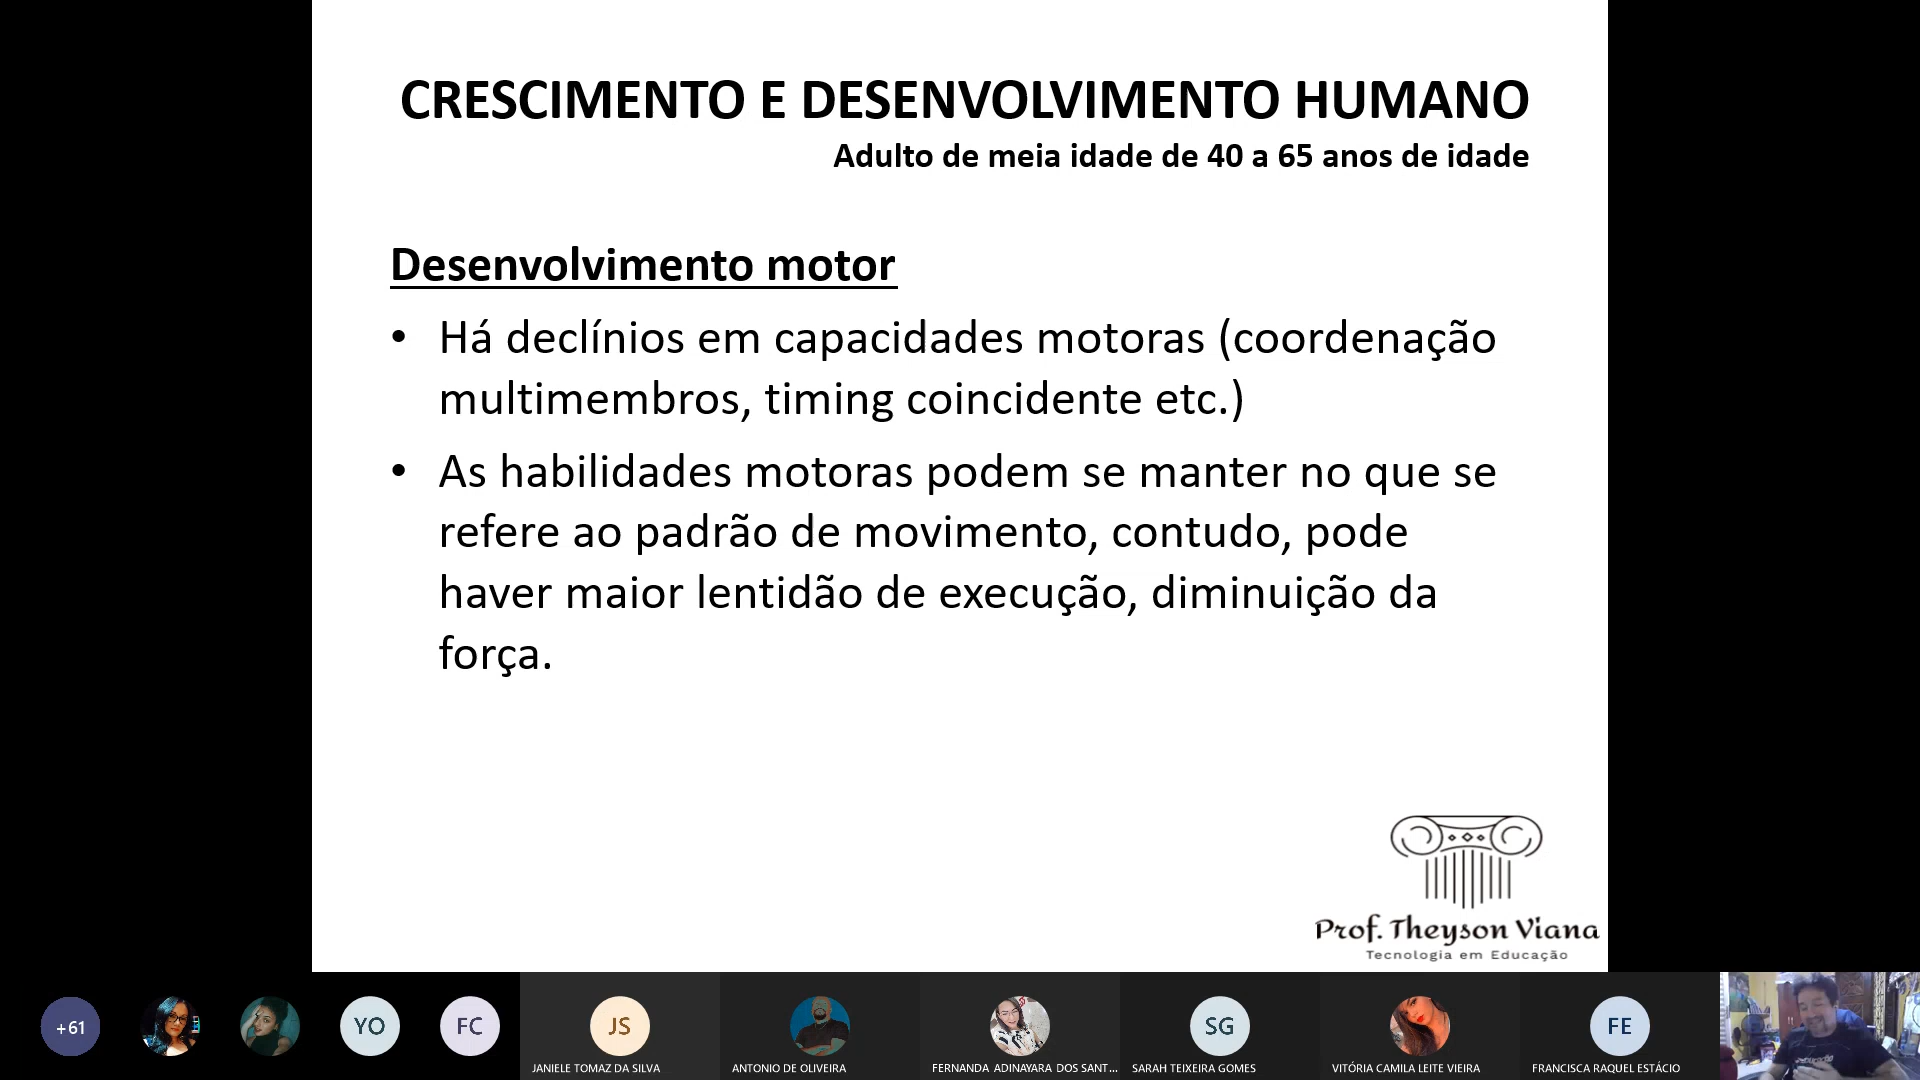 CRESCIMENTO E DESENVOLVIMENTO HUMANO
Adulto de meia idade de 40 a 65 anos de idade
Desenvolvimento motor
• Há declínios em capacidades motoras (coordenação
multimembros, timing coincidente etc.)
• As habilidades motoras podem se manter no que se
refere ao padrão de movimento, contudo, pode
haver maior lentidão de execução, diminuição da
força.
Prof. Theyson Viana
Tecnologia em Educação
+61
YO
FC
JS
SG
FE
JANIELE TOMAZ DA SILVA
ANTONIO DE OLIVEIRA
FERNANDA ADINAYARA DOS SANT...
SARAH TEIXEIRA GOMES
VITÓRIA CAMILA LEITE VIEIRA
FRANCISCA RAQUEL ESTÁCIO